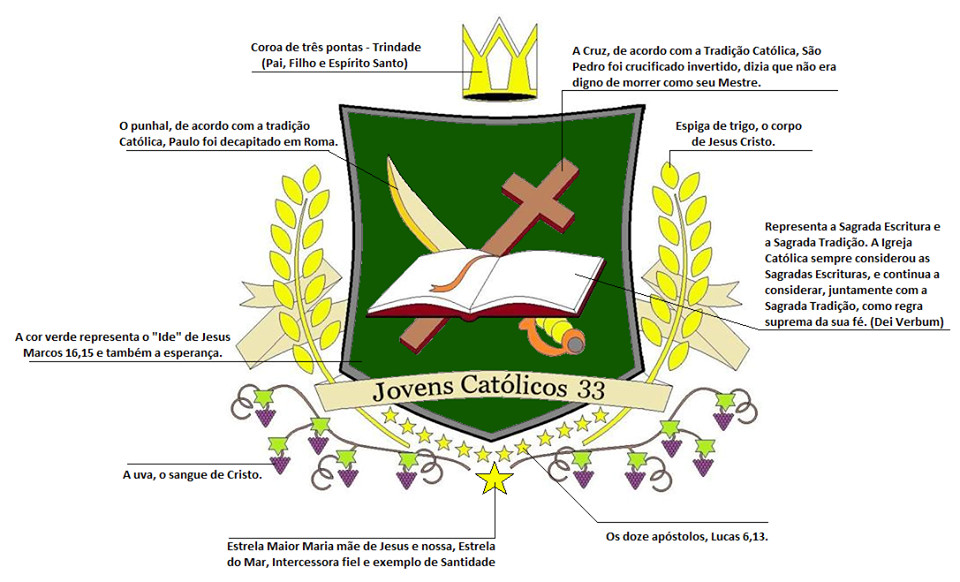 Coroa de três pontas - Trindade
(Pai, Filho e Espírito Santo)
A Cruz, de acordo com a Tradição Católica, São
Pedro foi crucificado invertido, dizia que não era
digno de morrer como seu Mestre.
O punhal, de acordo com a tradição
Católica, Paulo foi decapitado em Roma.
Espiga de trigo, o corpo
de Jesus Cristo.
Representa a Sagrada Escritura e
a Sagrada Tradição. A Igreja
Católica sempre considerou as
Sagradas Escrituras, e continua a
considerar, juntamente com a
Sagrada Tradição, como regra
suprema da sua fé. (Dei Verbum)
A cor verde representa o "Ide" de Jesus
Marcos 16,15 e também a esperança.
Jovens Católicos 33
A uva, o sangue de Cristo.
Os doze apóstolos, Lucas 6,13.
Estrela Maior Maria mãe de Jesus e nossa, Estrela
do Mar, Intercessora fiel e exemplo de Santidade